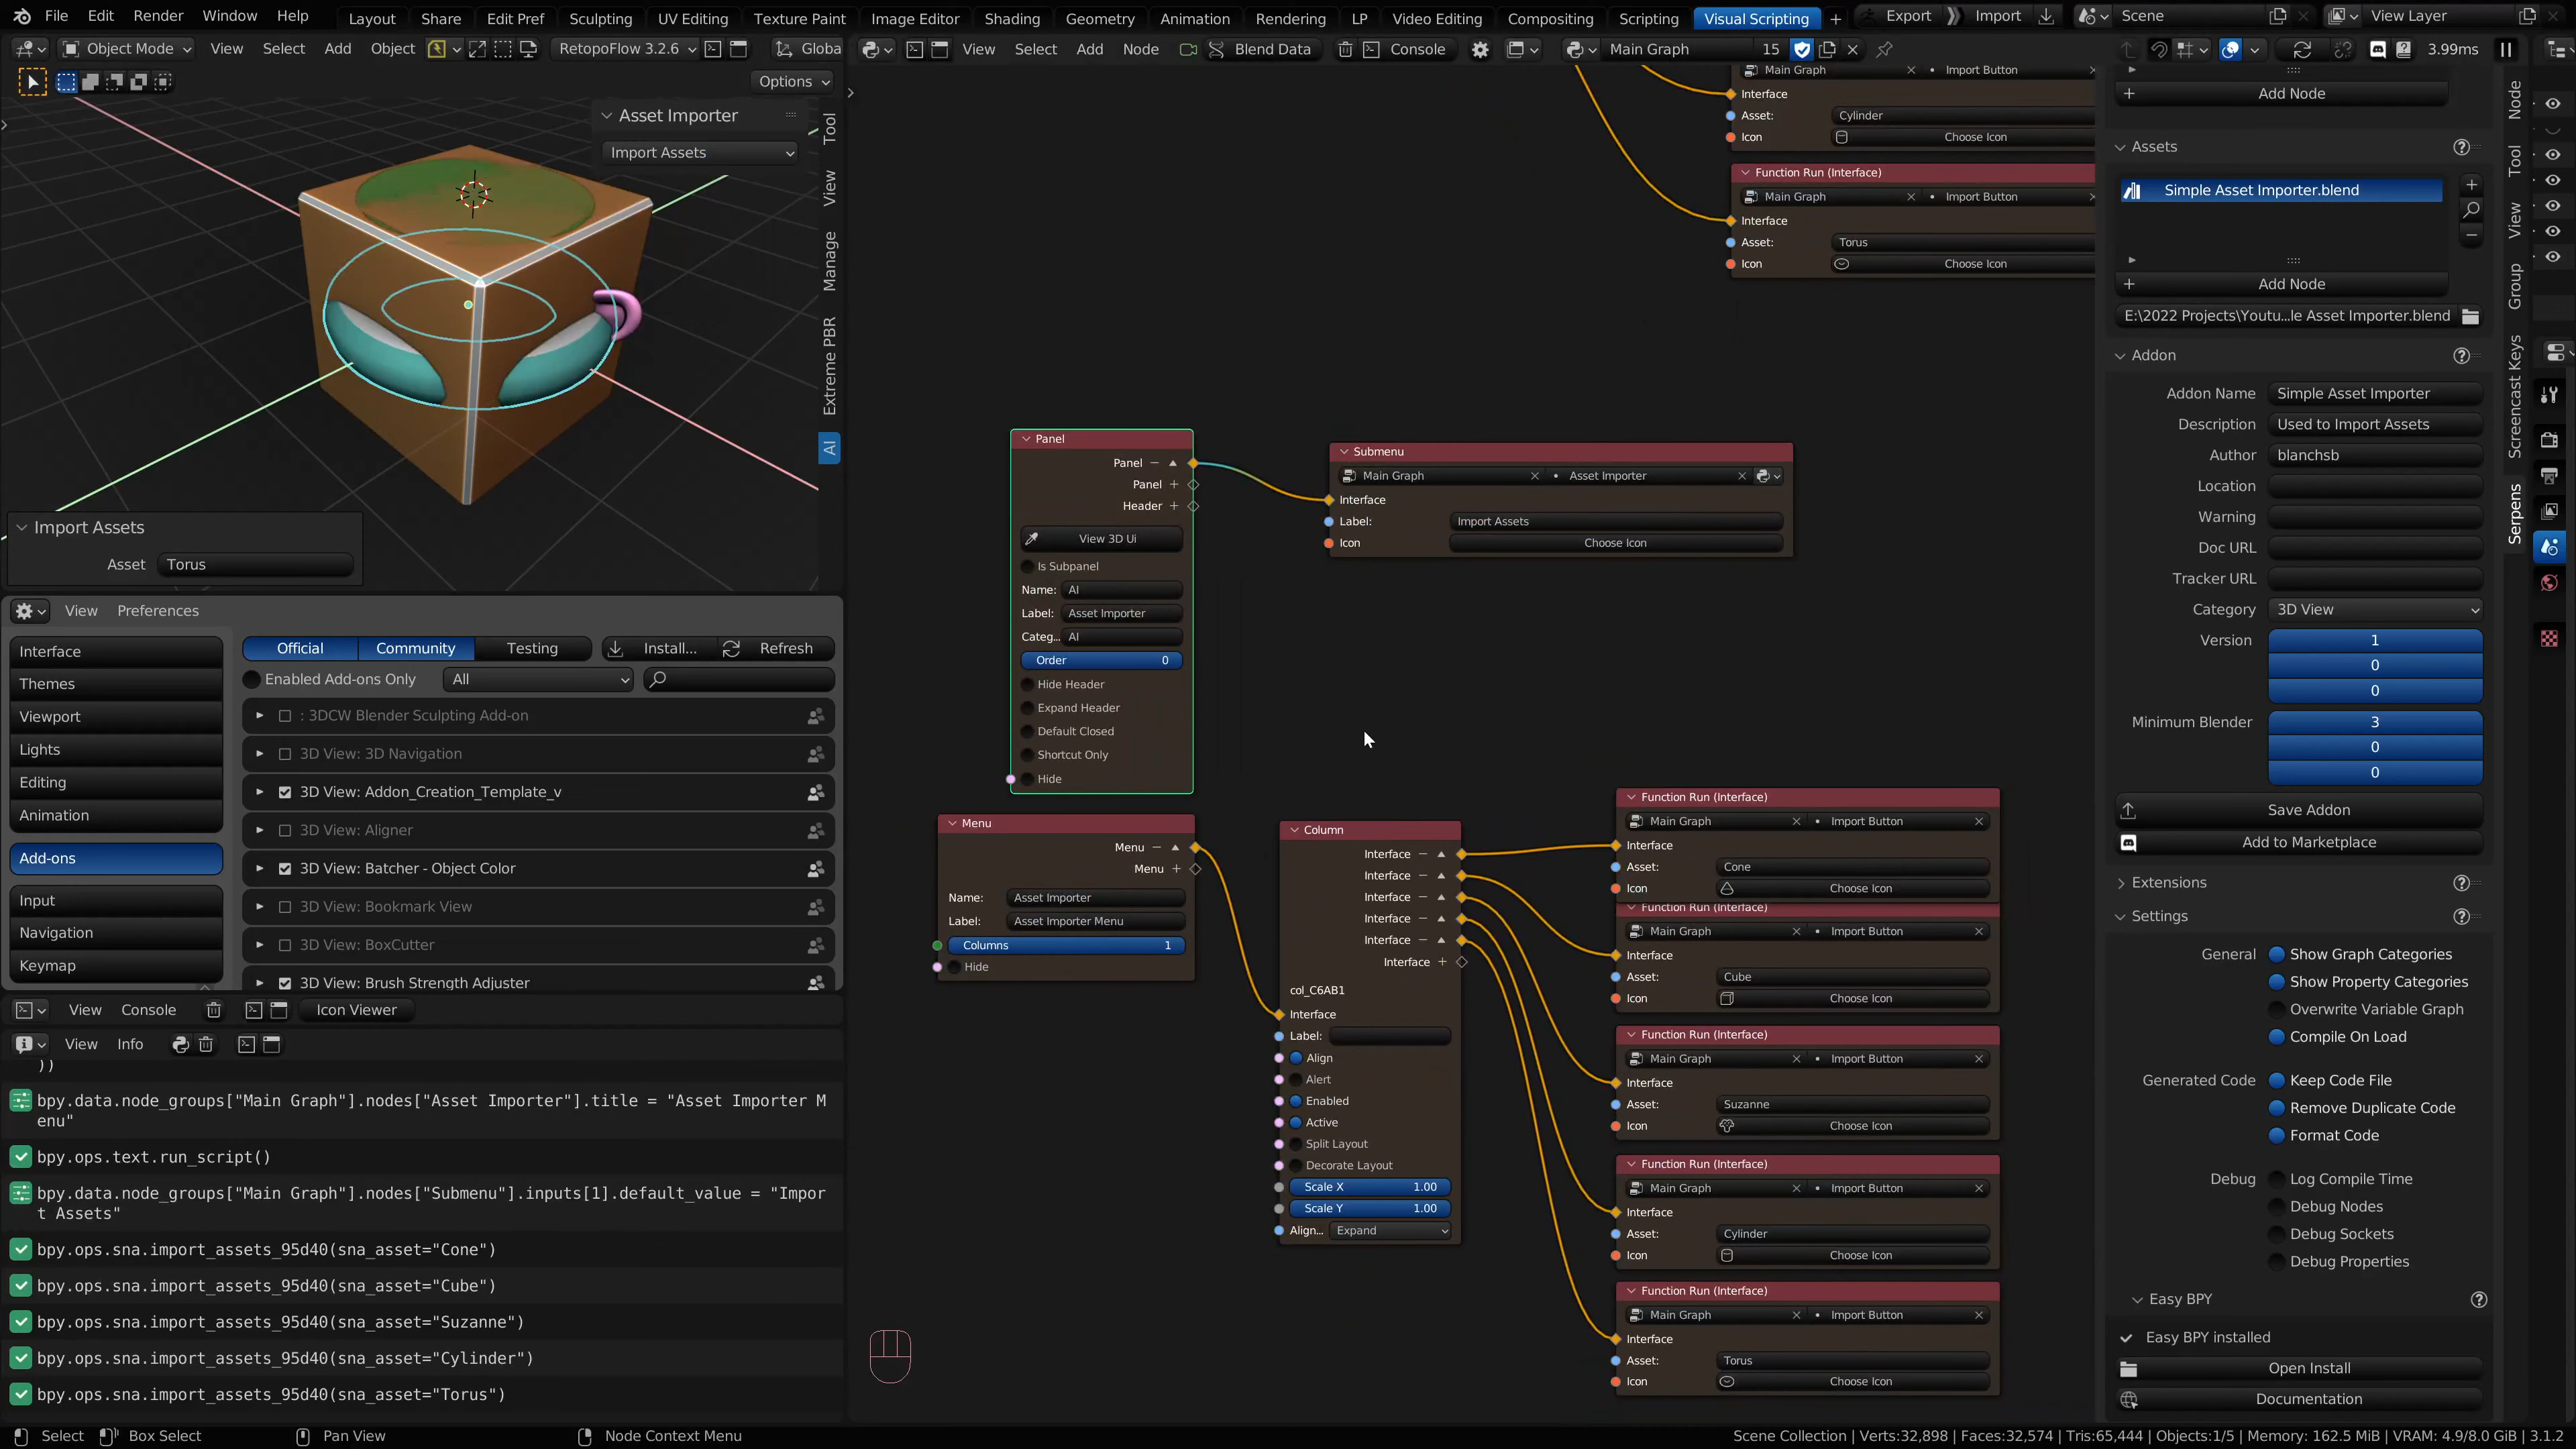 File Edit Render Window Help Layout Share Edit Pref Sculpting UV Editing Texture Paint Image Editor Shading Geometry Animation Rendering LP Video Editing Compositing Scripting Visual Scripting + Export Import Scene View Layer
Object Mode View Select Add Object RetopoFlow 3.2.6 Globa
View Select Add Node Blend Data Console Main Graph 15 3.99ms
Options
Asset Importer
Import Assets
Tool
View
Manage
Extreme PBR
AI
Import Assets
Asset Torus
View Preferences
Interface
Themes
Viewport
Lights
Editing
Animation
Add-ons
Input
Navigation
Keymap
Official Community Testing Install... Refresh
Enabled Add-ons Only All
: 3DCW Blender Sculpting Add-on
3D View: 3D Navigation
3D View: Addon_Creation_Template_v
3D View: Aligner
3D View: Batcher - Object Color
3D View: Bookmark View
3D View: BoxCutter
3D View: Brush Strength Adjuster
View Console Icon Viewer
View Info
))
bpy.data.node_groups["Main Graph"].nodes["Asset Importer"].title = "Asset Importer M
enu"
bpy.ops.text.run_script()
bpy.data.node_groups["Main Graph"].nodes["Submenu"].inputs[1].default_value = "Impor
t Assets"
bpy.ops.sna.import_assets_95d40(sna_asset="Cone")
bpy.ops.sna.import_assets_95d40(sna_asset="Cube")
bpy.ops.sna.import_assets_95d40(sna_asset="Suzanne")
bpy.ops.sna.import_assets_95d40(sna_asset="Cylinder")
bpy.ops.sna.import_assets_95d40(sna_asset="Torus")
Main Graph Import Button
Interface
Asset: Cylinder
Icon Choose Icon
Function Run (Interface)
Main Graph Import Button
Interface
Asset: Torus
Icon Choose Icon
Panel
Panel
Panel
Header
View 3D Ui
Is Subpanel
Name: AI
Label: Asset Importer
Categ... AI
Order 0
Hide Header
Expand Header
Default Closed
Shortcut Only
Hide
Submenu
Main Graph Asset Importer
Interface
Label: Import Assets
Icon Choose Icon
Menu
Menu
Menu
Name: Asset Importer
Label: Asset Importer Menu
Columns 1
Hide
Column
Interface
Interface
Interface
Interface
Interface
Interface
col_C6AB1
Interface
Label:
Align
Alert
Enabled
Active
Split Layout
Decorate Layout
Scale X 1.00
Scale Y 1.00
Align... Expand
Function Run (Interface)
Main Graph Import Button
Interface
Asset: Cone
Icon Choose Icon
Function Run (Interface)
Main Graph Import Button
Interface
Asset: Cube
Icon Choose Icon
Function Run (Interface)
Main Graph Import Button
Interface
Asset: Suzanne
Icon Choose Icon
Function Run (Interface)
Main Graph Import Button
Interface
Asset: Cylinder
Icon Choose Icon
Function Run (Interface)
Main Graph Import Button
Interface
Asset: Torus
Icon Choose Icon
Add Node
Assets
Simple Asset Importer.blend
Add Node
E:\2022 Projects\Youtu...le Asset Importer.blend
Addon
Addon Name Simple Asset Importer
Description Used to Import Assets
Author blanchsb
Location
Warning
Doc URL
Tracker URL
Category 3D View
Version 1
0
0
Minimum Blender 3
0
0
Save Addon
Add to Marketplace
Extensions
Settings
General Show Graph Categories
Show Property Categories
Overwrite Variable Graph
Compile On Load
Generated Code Keep Code File
Remove Duplicate Code
Format Code
Debug Log Compile Time
Debug Nodes
Debug Sockets
Debug Properties
Easy BPY
Easy BPY installed
Open Install
Documentation
Node
Tool
View
Group
Screencast Keys
Serpens
Select Box Select Pan View Node Context Menu
Scene Collection | Verts:32,898 | Faces:32,574 | Tris:65,444 | Objects:1/5 | Memory: 162.5 MiB | VRAM: 4.9/8.0 GiB | 3.1.2